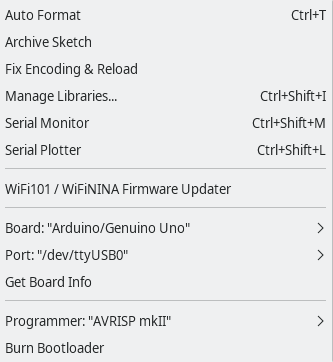 Auto Format Ctrl+T
Archive Sketch
Fix Encoding & Reload
Manage Libraries... Ctrl+Shift+I
Serial Monitor Ctrl+Shift+M
Serial Plotter Ctrl+Shift+L
WiFi101 / WiFiNINA Firmware Updater
Board: "Arduino/Genuino Uno"
Port: "/dev/ttyUSB0"
Get Board Info
Programmer: "AVRISP mkII"
Burn Bootloader